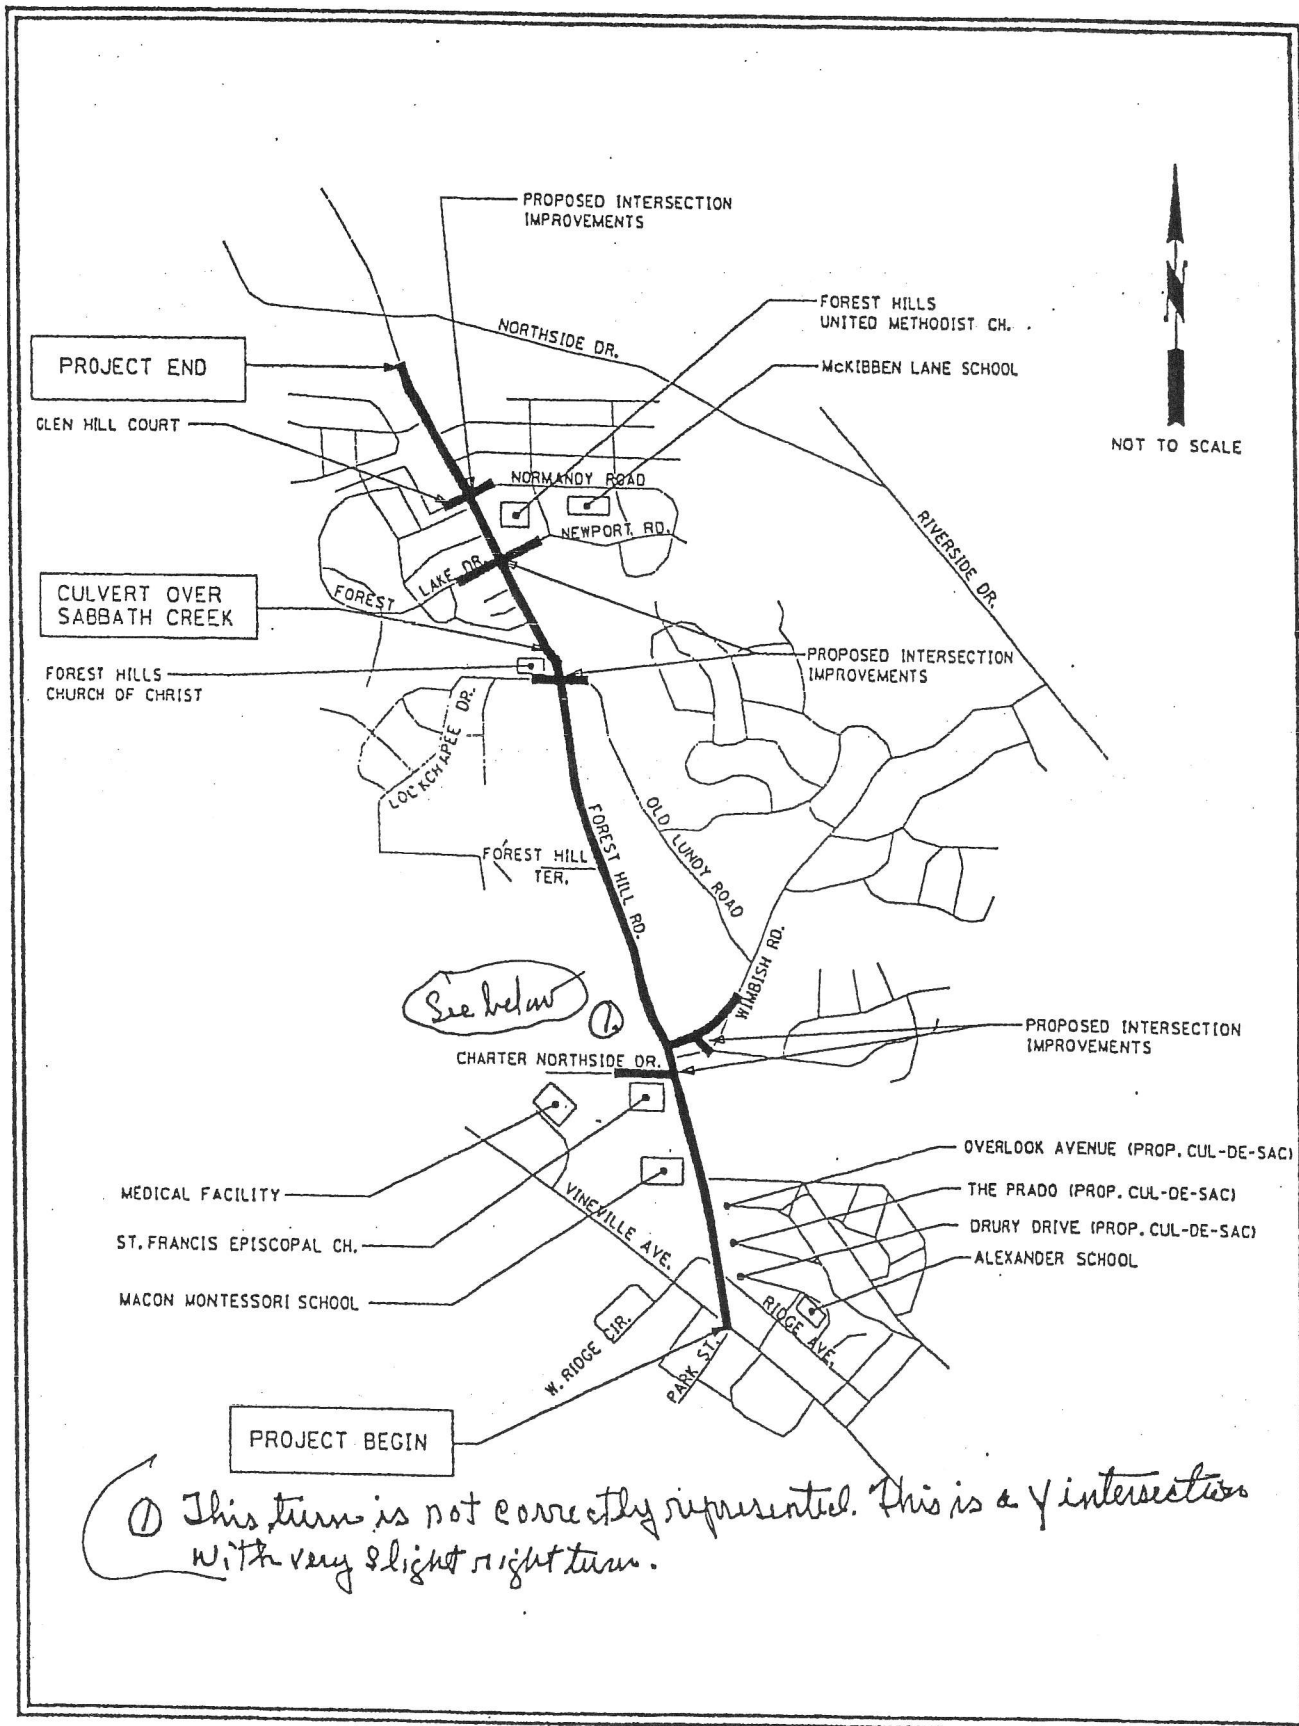 PROPOSED INTERSECTION
IMPROVEMENTS
FOREST HILLS
UNITED METHODIST CH.
NORTHSIDE DR.
PROJECT END
McKIBBEN LANE SCHOOL
GLEN HILL COURT
N
NOT TO SCALE
NORMANDY ROAD
NEWPORT RD.
RIVERSIDE DR.
FOREST LAKE DR.
CULVERT OVER
SABBATH CREEK
FOREST HILLS
CHURCH OF CHRIST
PROPOSED INTERSECTION
IMPROVEMENTS
LOCKCHAPEE DR.
OLD LUNDY ROAD
FOREST HILL RD.
FOREST HILL
TER.
WIMBISH RD.
See below
1.
PROPOSED INTERSECTION
IMPROVEMENTS
CHARTER NORTHSIDE DR.
OVERLOOK AVENUE (PROP. CUL-DE-SAC)
MEDICAL FACILITY
THE PRADO (PROP. CUL-DE-SAC)
VINEVILLE AVE.
DRURY DRIVE (PROP. CUL-DE-SAC)
ST. FRANCIS EPISCOPAL CH.
ALEXANDER SCHOOL
MACON MONTESSORI SCHOOL
RIDGE AVE.
W. RIDGE CIR.
PARK ST.
PROJECT BEGIN
1 This turn is not correctly represented. This is a Y intersection
with very slight right turn.